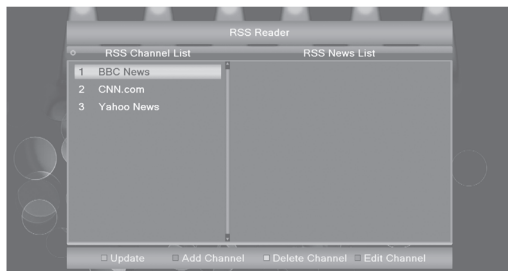 RSS Reader
RSS Channel List RSS News List
1 BBC News
2 CNN.com
3 Yahoo News
Update Add Channel Delete Channel Edit Channel